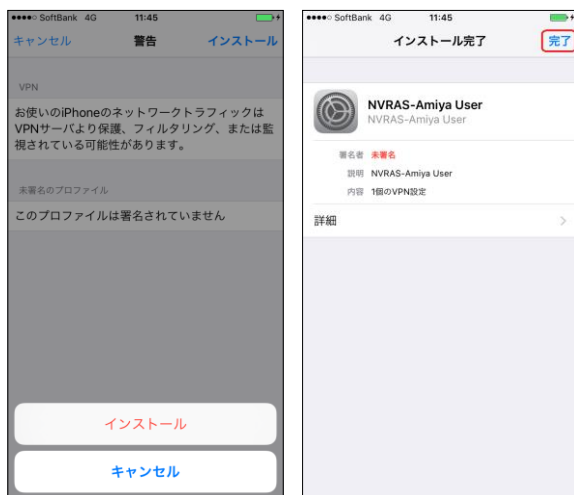 SoftBank 4G 11:45
キャンセル 警告 インストール
VPN
お使いのiPhoneのネットワークトラフィックは
VPNサーバより保護、フィルタリング、または監
視されている可能性があります。
未署名のプロファイル
このプロファイルは署名されていません
インストール
キャンセル
SoftBank 4G 11:45
インストール完了 完了
NVRAS-Amiya User
NVRAS-Amiya User
署名者 未署名
説明 NVRAS-Amiya User
内容 1個のVPN設定
詳細